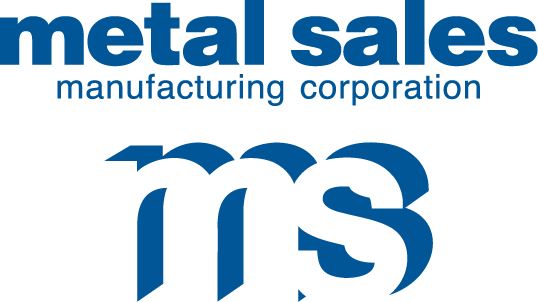 metal sales
manufacturing corporation
ms